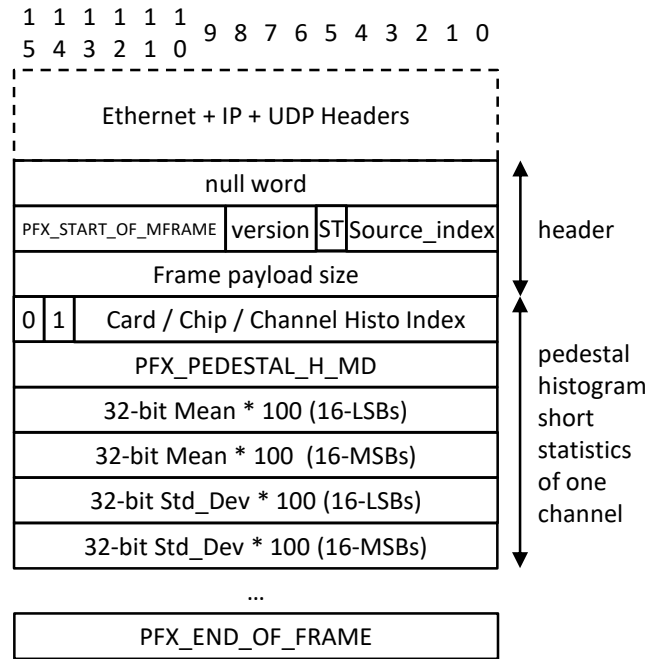 1 1 1 1 1 1 9 8 7 6 5 4 3 2 1 0
5 4 3 2 1 0
Ethernet + IP + UDP Headers
null word
PFX_START_OF_MFRAME version ST Source_index
header
Frame payload size
0 1 Card / Chip / Channel Histo Index
PFX_PEDESTAL_H_MD
32-bit Mean * 100 (16-LSBs)
32-bit Mean * 100 (16-MSBs)
32-bit Std_Dev * 100 (16-LSBs)
32-bit Std_Dev * 100 (16-MSBs)
pedestal
histogram
short
statistics
of one
channel
...
PFX_END_OF_FRAME